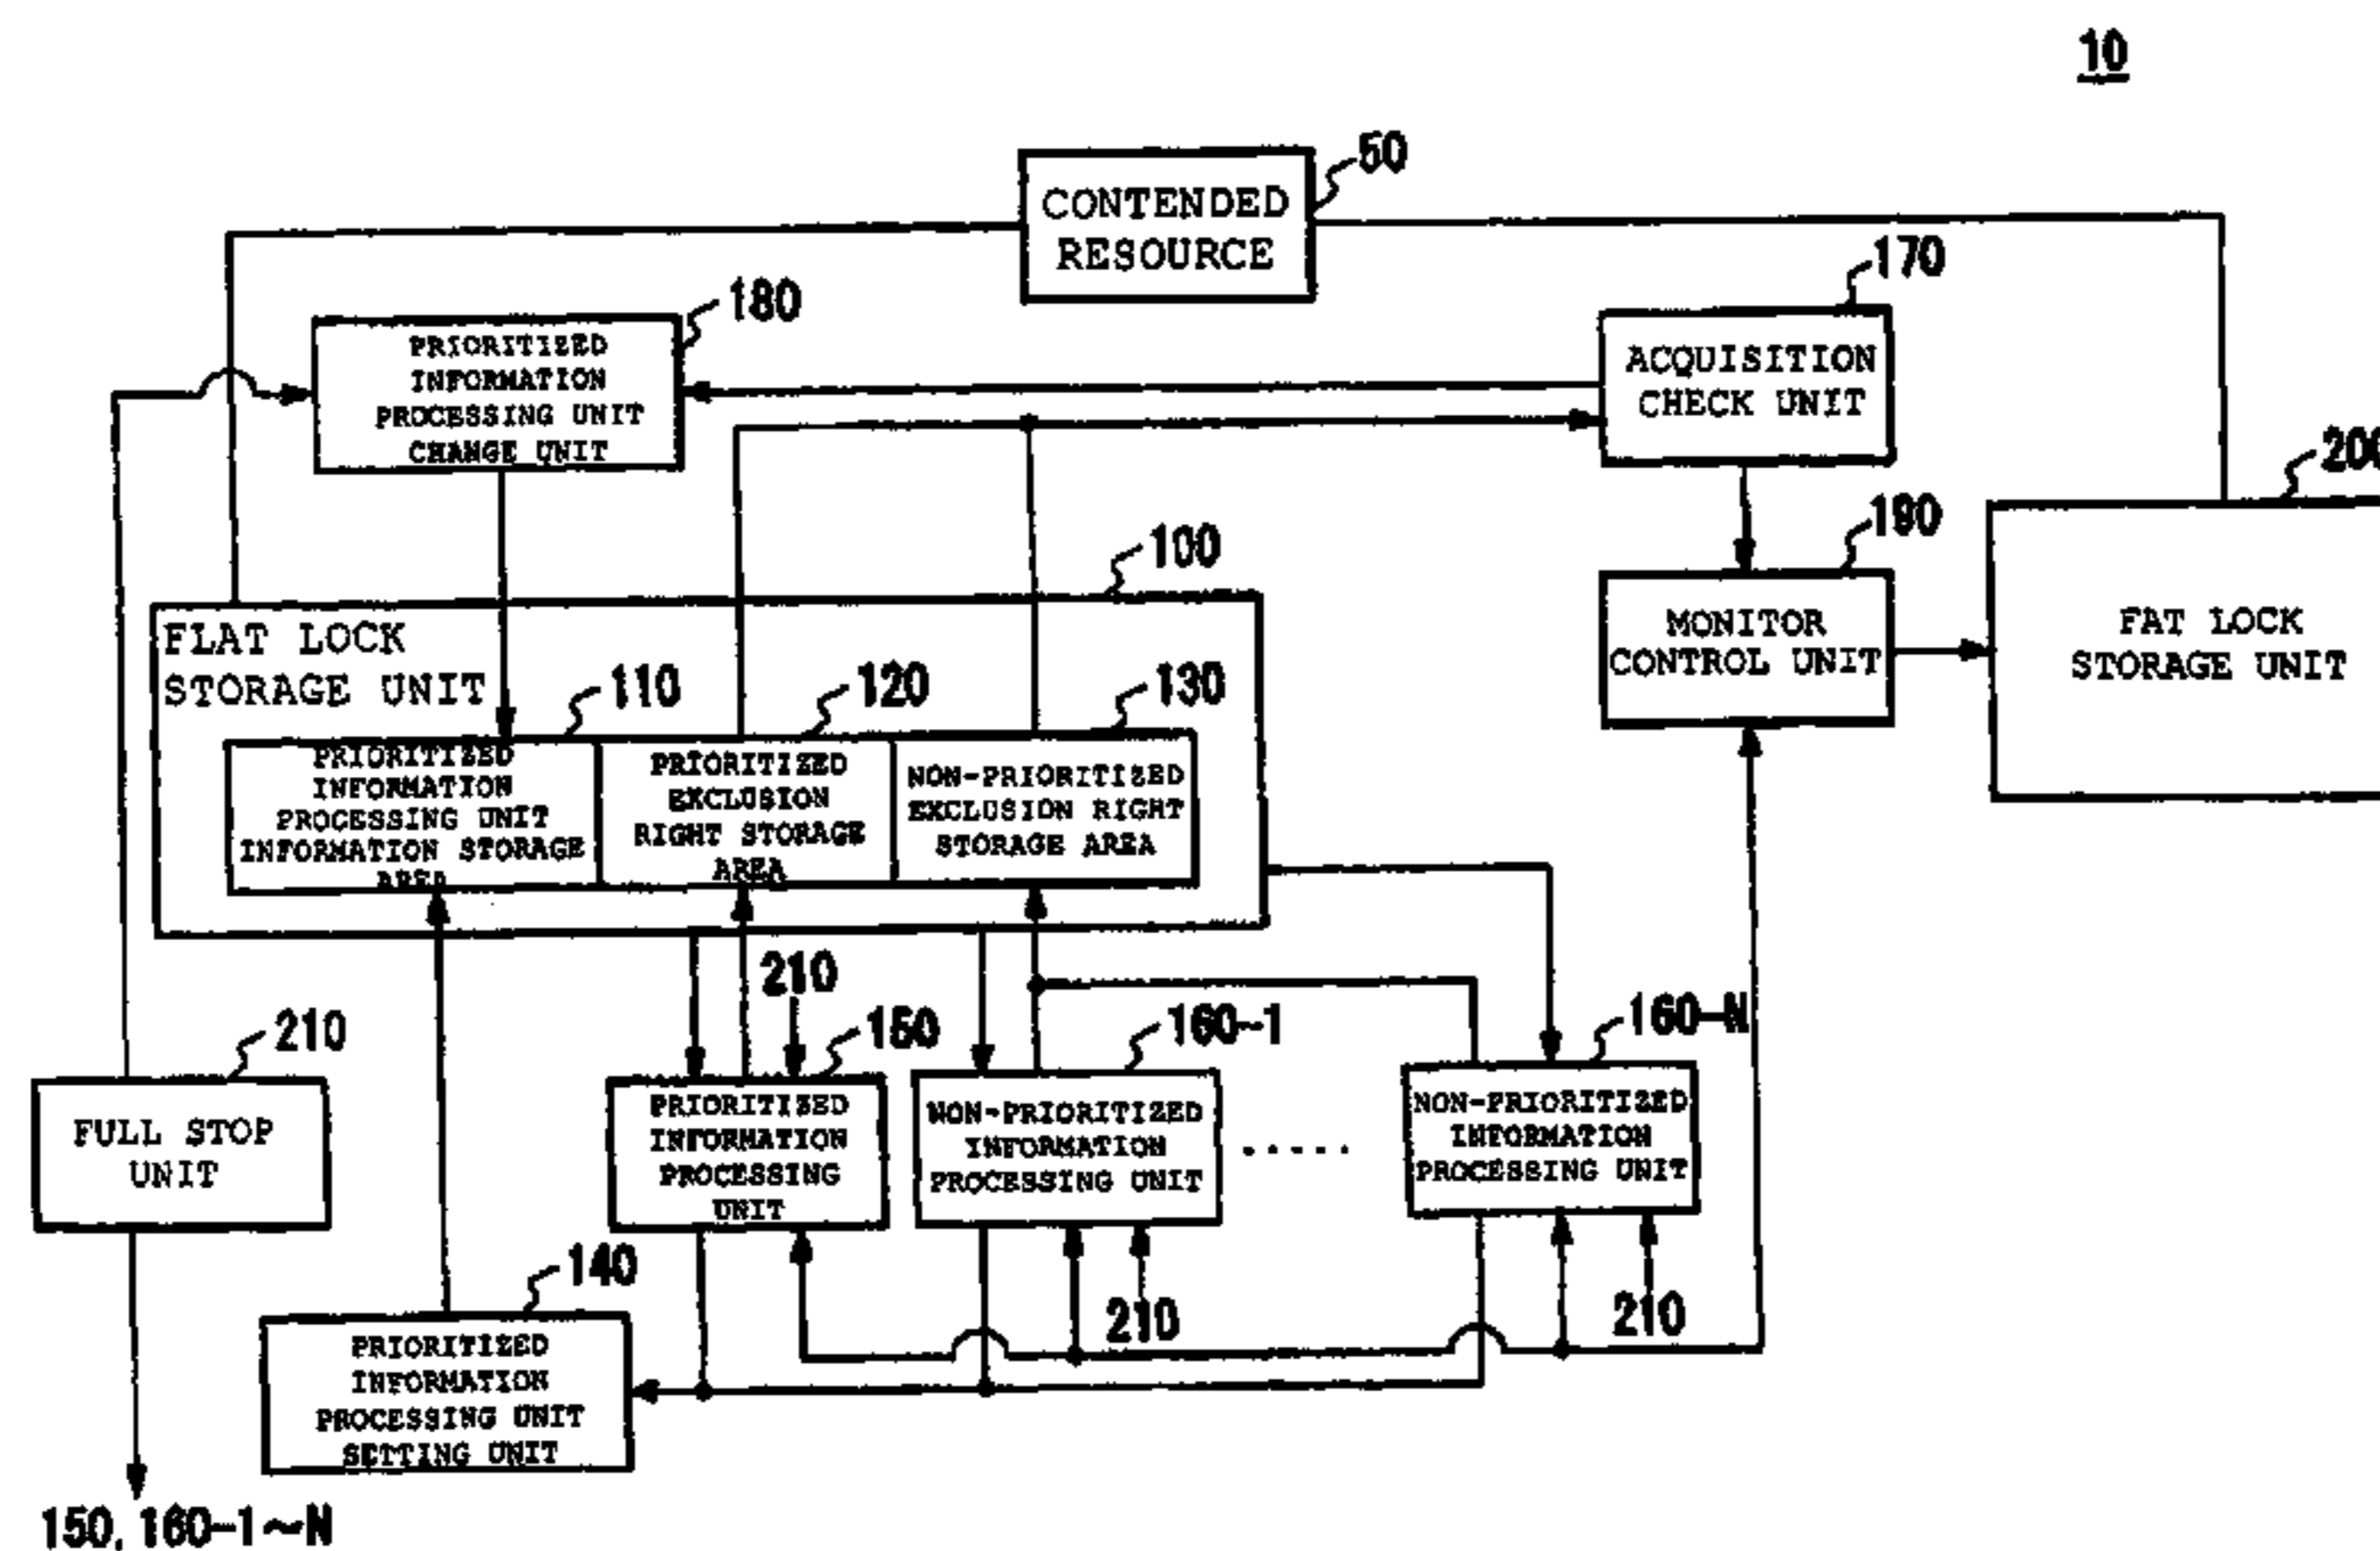 10
50
CONTENDED
RESOURCE
170
ACQUISITION
CHECK UNIT
180
PRIORITIZED
INFORMATION
PROCESSING UNIT
CHANGE UNIT
200
FAT LOCK
STORAGE UNIT
190
MONITOR
CONTROL UNIT
100
FLAT LOCK
STORAGE UNIT
110
PRIORITIZED
INFORMATION
PROCESSING UNIT
INFORMATION STORAGE
AREA
120
PRIORITIZED
EXCLUSION
RIGHT STORAGE
AREA
130
NON-PRIORITIZED
EXCLUSION RIGHT
STORAGE AREA
210
FULL STOP
UNIT
150, 160-1~N
210
150
PRIORITIZED
INFORMATION
PROCESSING
UNIT
160-1
NON-PRIORITIZED
INFORMATION
PROCESSING UNIT
.....
160-N
NON-PRIORITIZED
INFORMATION
PROCESSING UNIT
210
210
140
PRIORITIZED
INFORMATION
PROCESSING UNIT
SETTING UNIT